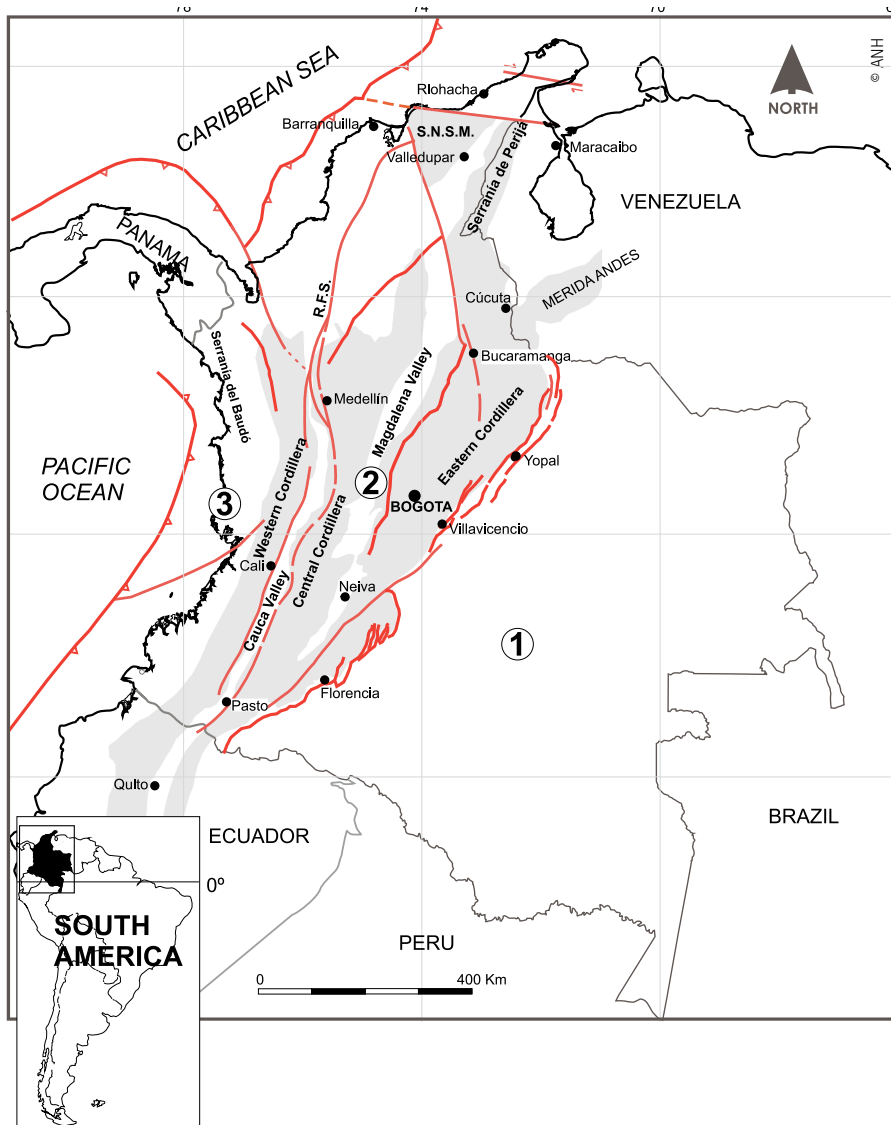 78
74
70
© ANH
CARIBBEAN SEA
NORTH
RIohacha
Barranquilla
S.N.S.M.
Valledupar
Maracaibo
Serranía de Perijá
VENEZUELA
PANAMA
MERIDA ANDES
Cúcuta
R.F.S.
Serranía del Baudó
Bucaramanga
Magdalena Valley
Medellín
Eastern Cordillera
PACIFIC
OCEAN
Yopal
2
3
BOGOTA
Western Cordillera
Villavicencio
Central Cordillera
Cali
Neiva
Cauca Valley
1
Florencia
Pasto
QuIto
ECUADOR
BRAZIL
0º
SOUTH
AMERICA
PERU
0
400 Km